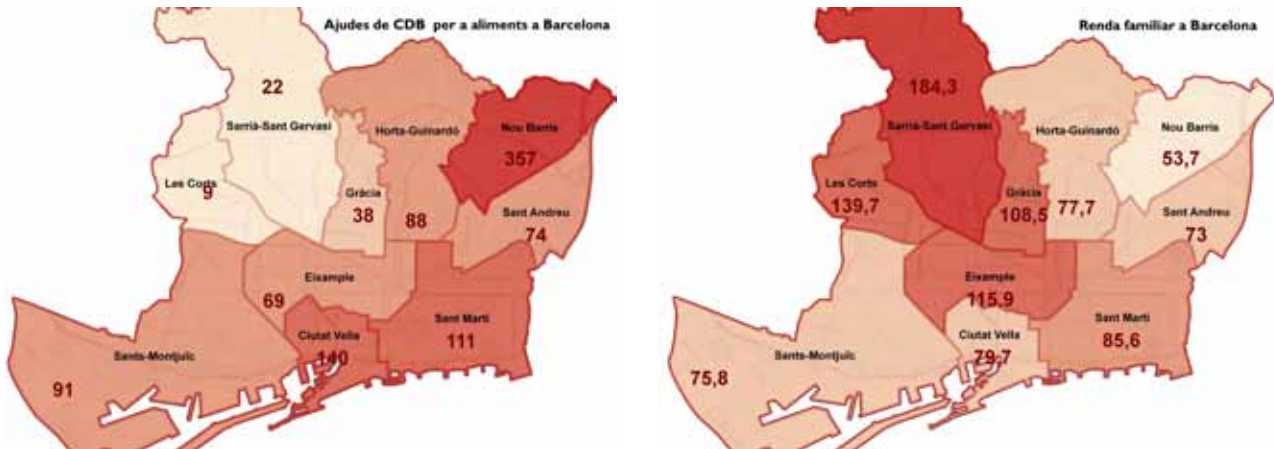 Ajudes de CDB per a aliments a Barcelona
22
Sarrià-Sant Gervasi
Horta-Guinardó
Nou Barris
357
Les Corts
9
Gràcia
38
88
Sant Andreu
74
Eixample
69
Ciutat Vella
140
Sant Martí
111
Sants-Montjuïc
91
Renda familiar a Barcelona
184,3
Sarrià-Sant Gervasi
Horta-Guinardó
Nou Barris
53,7
Les Corts
139,7
Gràcia
108,5
77,7
Sant Andreu
73
Eixample
115,9
Ciutat Vella
79,7
Sant Martí
85,6
Sants-Montjuïc
75,8